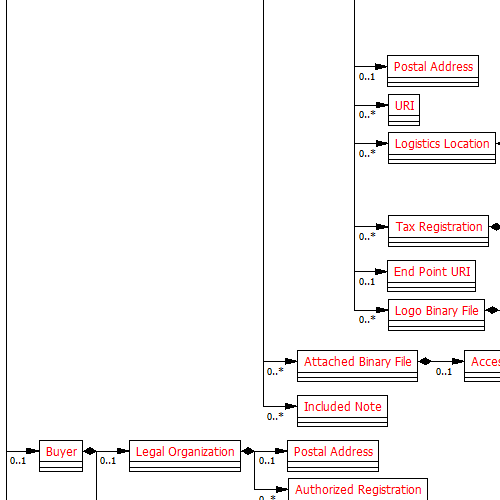 Postal Address
0..1
URI
0..*
Logistics Location
0..*
Tax Registration
0..*
End Point URI
0..1
Logo Binary File
0..*
Attached Binary File
0..*
0..1
Included Note
0..*
Buyer
0..1
Legal Organization
0..1
Postal Address
0..1
Authorized Registration
0..*